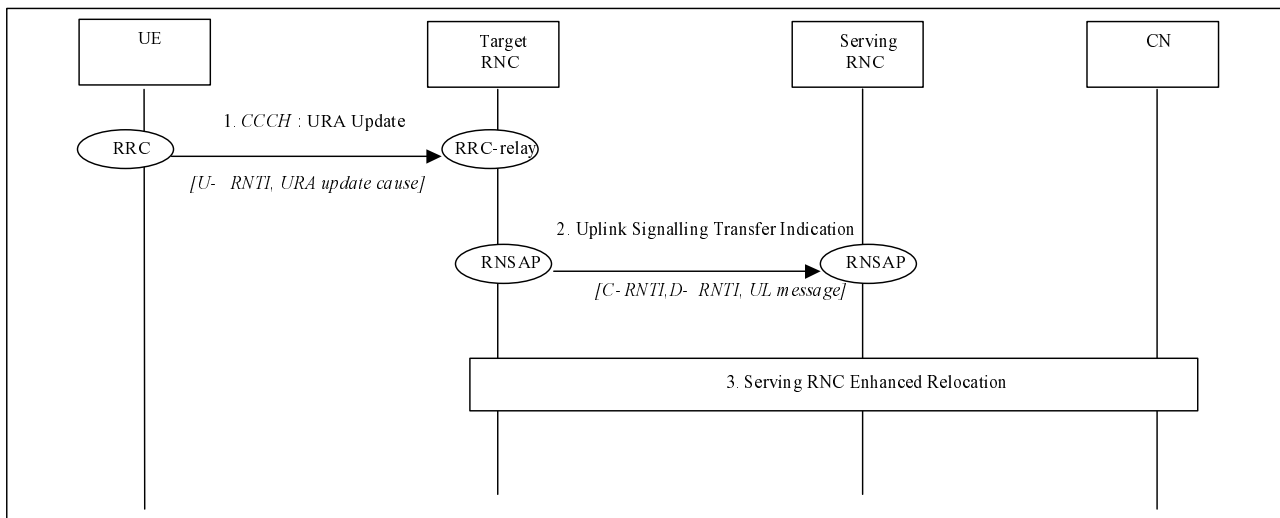 UE
Target
RNC
Serving
RNC
CN
1. CCCH : URA Update
RRC
RRC-relay
[U- RNTI, URA update cause]
2. Uplink Signalling Transfer Indication
RNSAP
RNSAP
[C-RNTI,D- RNTI, UL message]
3. Serving RNC Enhanced Relocation